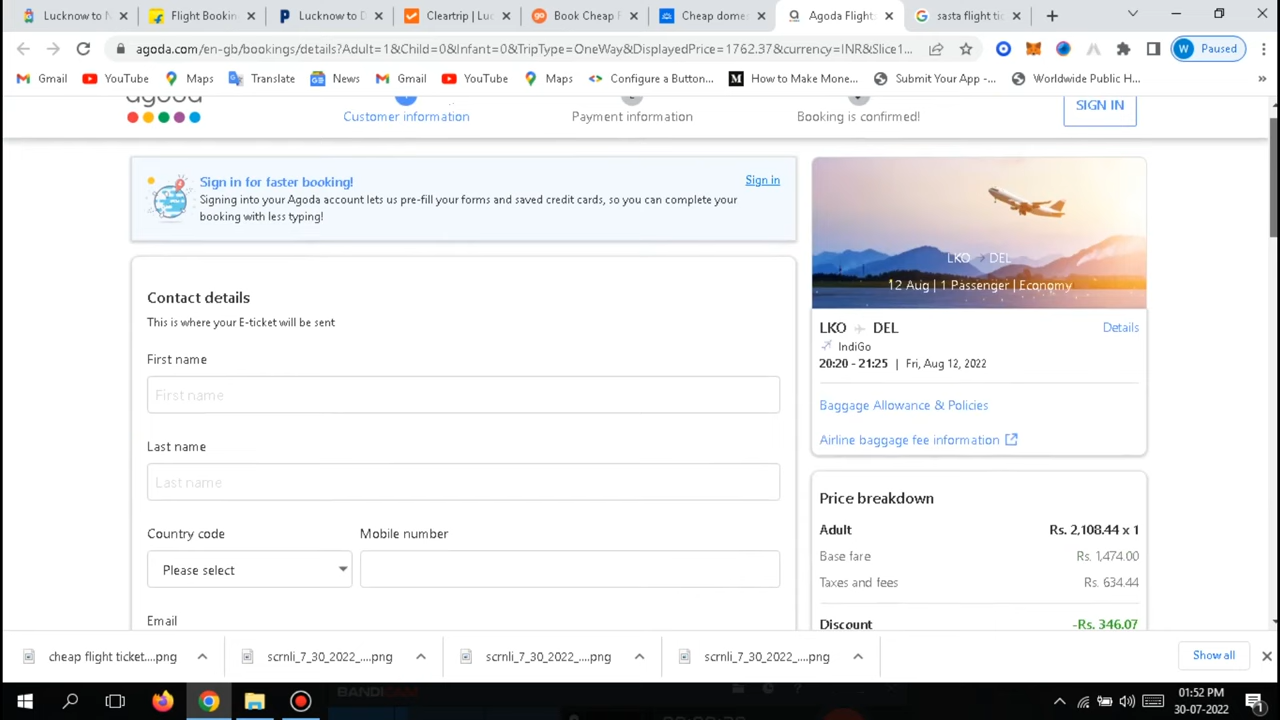 Lucknow to N
Flight Bookin
Lucknow to D
Cleartrip | Luc
Book Cheap F
Cheap domes
Agoda Flights
sasta flight tic
agoda.com/en-gb/bookings/details?Adult=1&Child=0&Infant=0&TripType=OneWay&DisplayedPrice=1762.37&currency=INR&Slice1...
W Paused
Gmail
YouTube
Maps
Translate
News
Gmail
YouTube
Maps
Configure a Button...
How to Make Mone...
Submit Your App -...
Worldwide Public H...
agoda
Customer information
Payment information
Booking is confirmed!
SIGN IN
Sign in for faster booking!
Sign in
Signing into your Agoda account lets us pre-fill your forms and saved credit cards, so you can complete your
booking with less typing!
Contact details
This is where your E-ticket will be sent
First name
First name
Last name
Last name
Country code
Mobile number
Please select
Email
LKO → DEL
12 Aug | 1 Passenger | Economy
LKO DEL
Details
IndiGo
20:20 - 21:25 | Fri, Aug 12, 2022
Baggage Allowance & Policies
Airline baggage fee information
Price breakdown
Adult Rs. 2,108.44 x 1
Base fare Rs. 1,474.00
Taxes and fees Rs. 634.44
Discount -Rs. 346.07
cheap flight ticket....png
scrnli_7_30_2022_....png
scrnli_7_30_2022_....png
scrnli_7_30_2022_....png
Show all
01:52 PM
30-07-2022
1